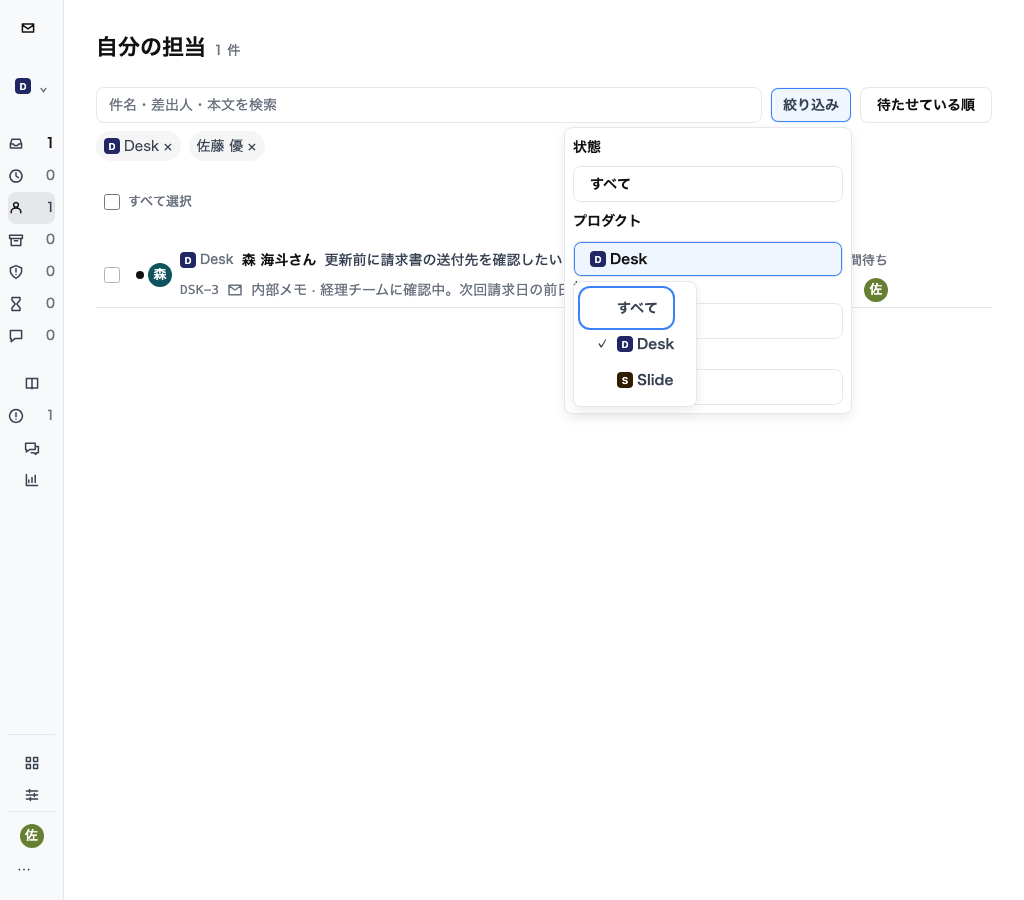 自分の担当 1 件
D
件名・差出人・本文を検索
絞り込み
待たせている順
D Desk ×
佐藤 優 ×
1
0
1
0
0
0
0
1
すべて選択
状態
すべて
プロダクト
D Desk
すべて
✓ D Desk
S Slide
森
D Desk 森 海斗さん 更新前に請求書の送付先を確認したい
間待ち
DSK-3 内部メモ · 経理チームに確認中。次回請求日の前日
佐
佐
…